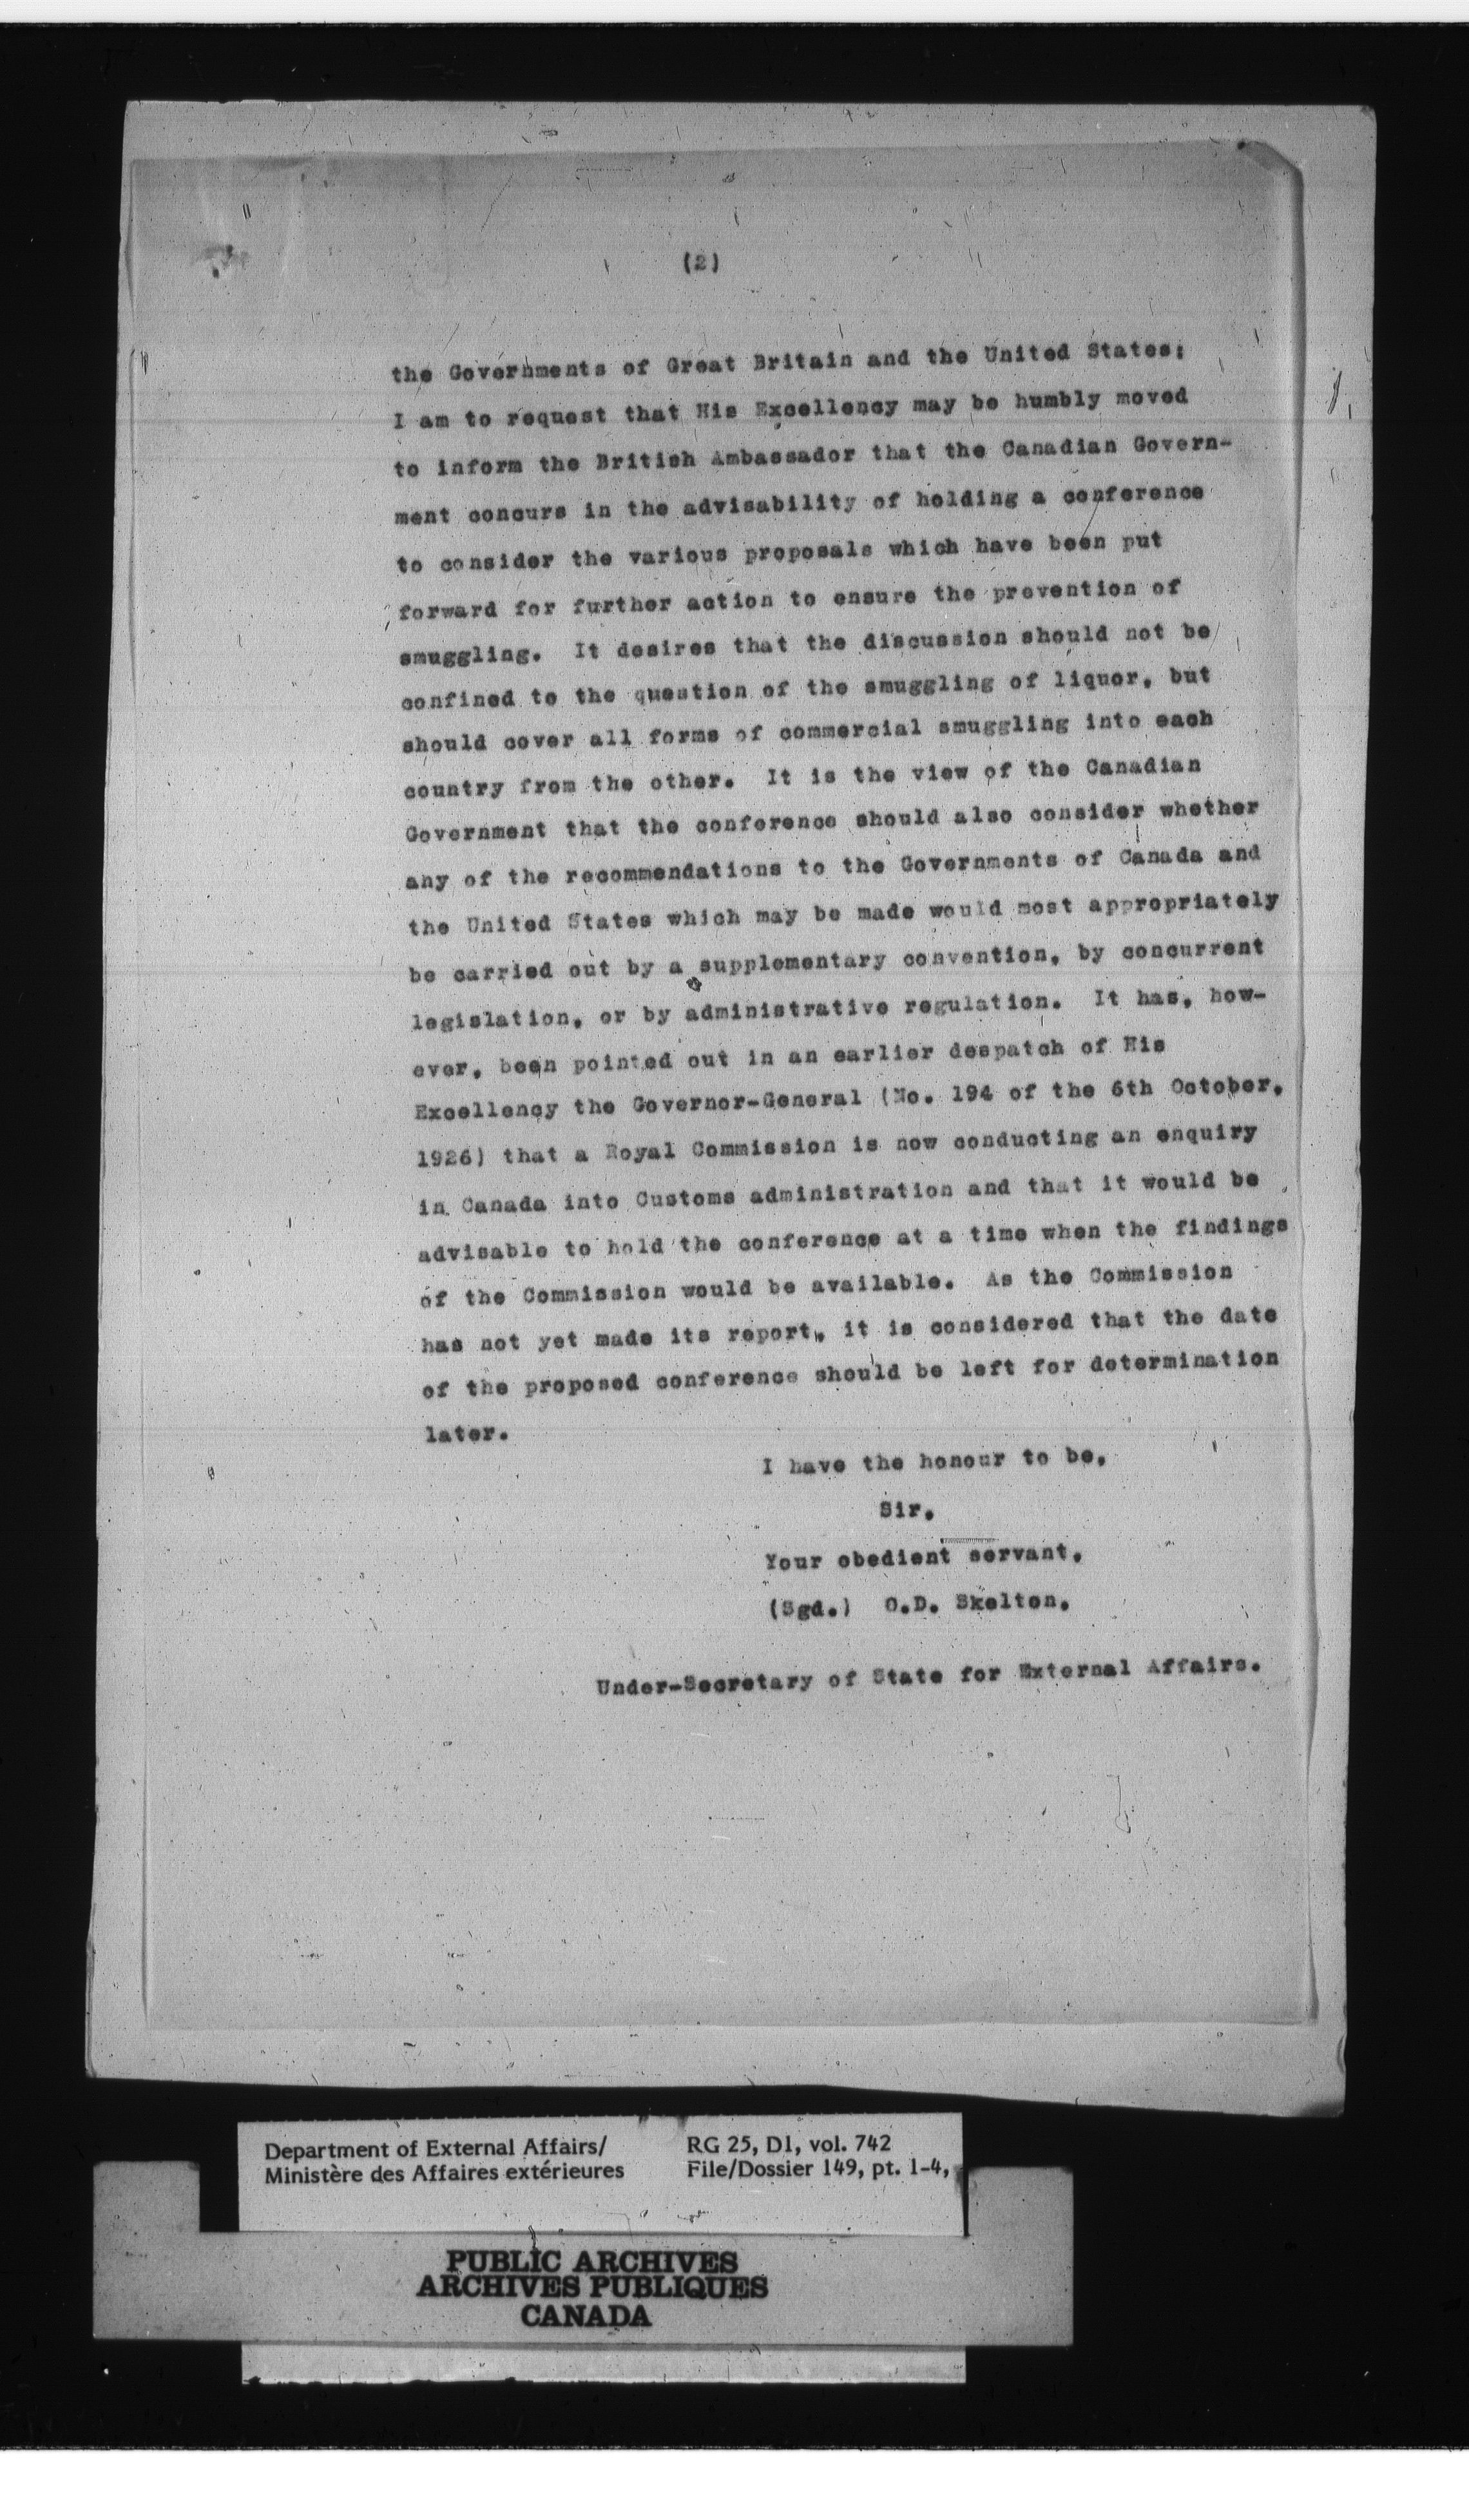 (2)
the Governments of Great Britain and the United States;
I am to request that His Excellency may be humbly moved
to inform the British Ambassador that the Canadian Govern-
ment concurs in the advisability of holding a conference
to consider the various proposals which have been put
forward for further action to ensure the prevention of
smuggling. It desires that the discussion should not be
confined to the question of the smuggling of liquor, but
should cover all forms of commercial smuggling into each
country from the other. It is the view of the Canadian
Government that the conference should also consider whether
any of the recommendations to the Governments of Canada and
the United States which may be made would most appropriately
be carried out by a supplementary convention, by concurrent
legislation, or by administrative regulation. It has, how-
ever, been pointed out in an earlier despatch of His
Excellency the Governor-General (No. 194 of the 6th October,
1926) that a Royal Commission is now conducting an enquiry
in Canada into Customs administration and that it would be
advisable to hold the conference at a time when the findings
of the Commission would be available. As the Commission
has not yet made its report, it is considered that the date
of the proposed conference should be left for determination
later.
I have the honour to be,
Sir,
Your obedient servant,
(Sgd.) O.D. Skelton.
Under-Secretary of State for External Affairs.
Department of External Affairs/ RG 25, D1, vol. 742
Ministère des Affaires extérieures File/Dossier 149, pt. 1-4,
PUBLIC ARCHIVES
ARCHIVES PUBLIQUES
CANADA